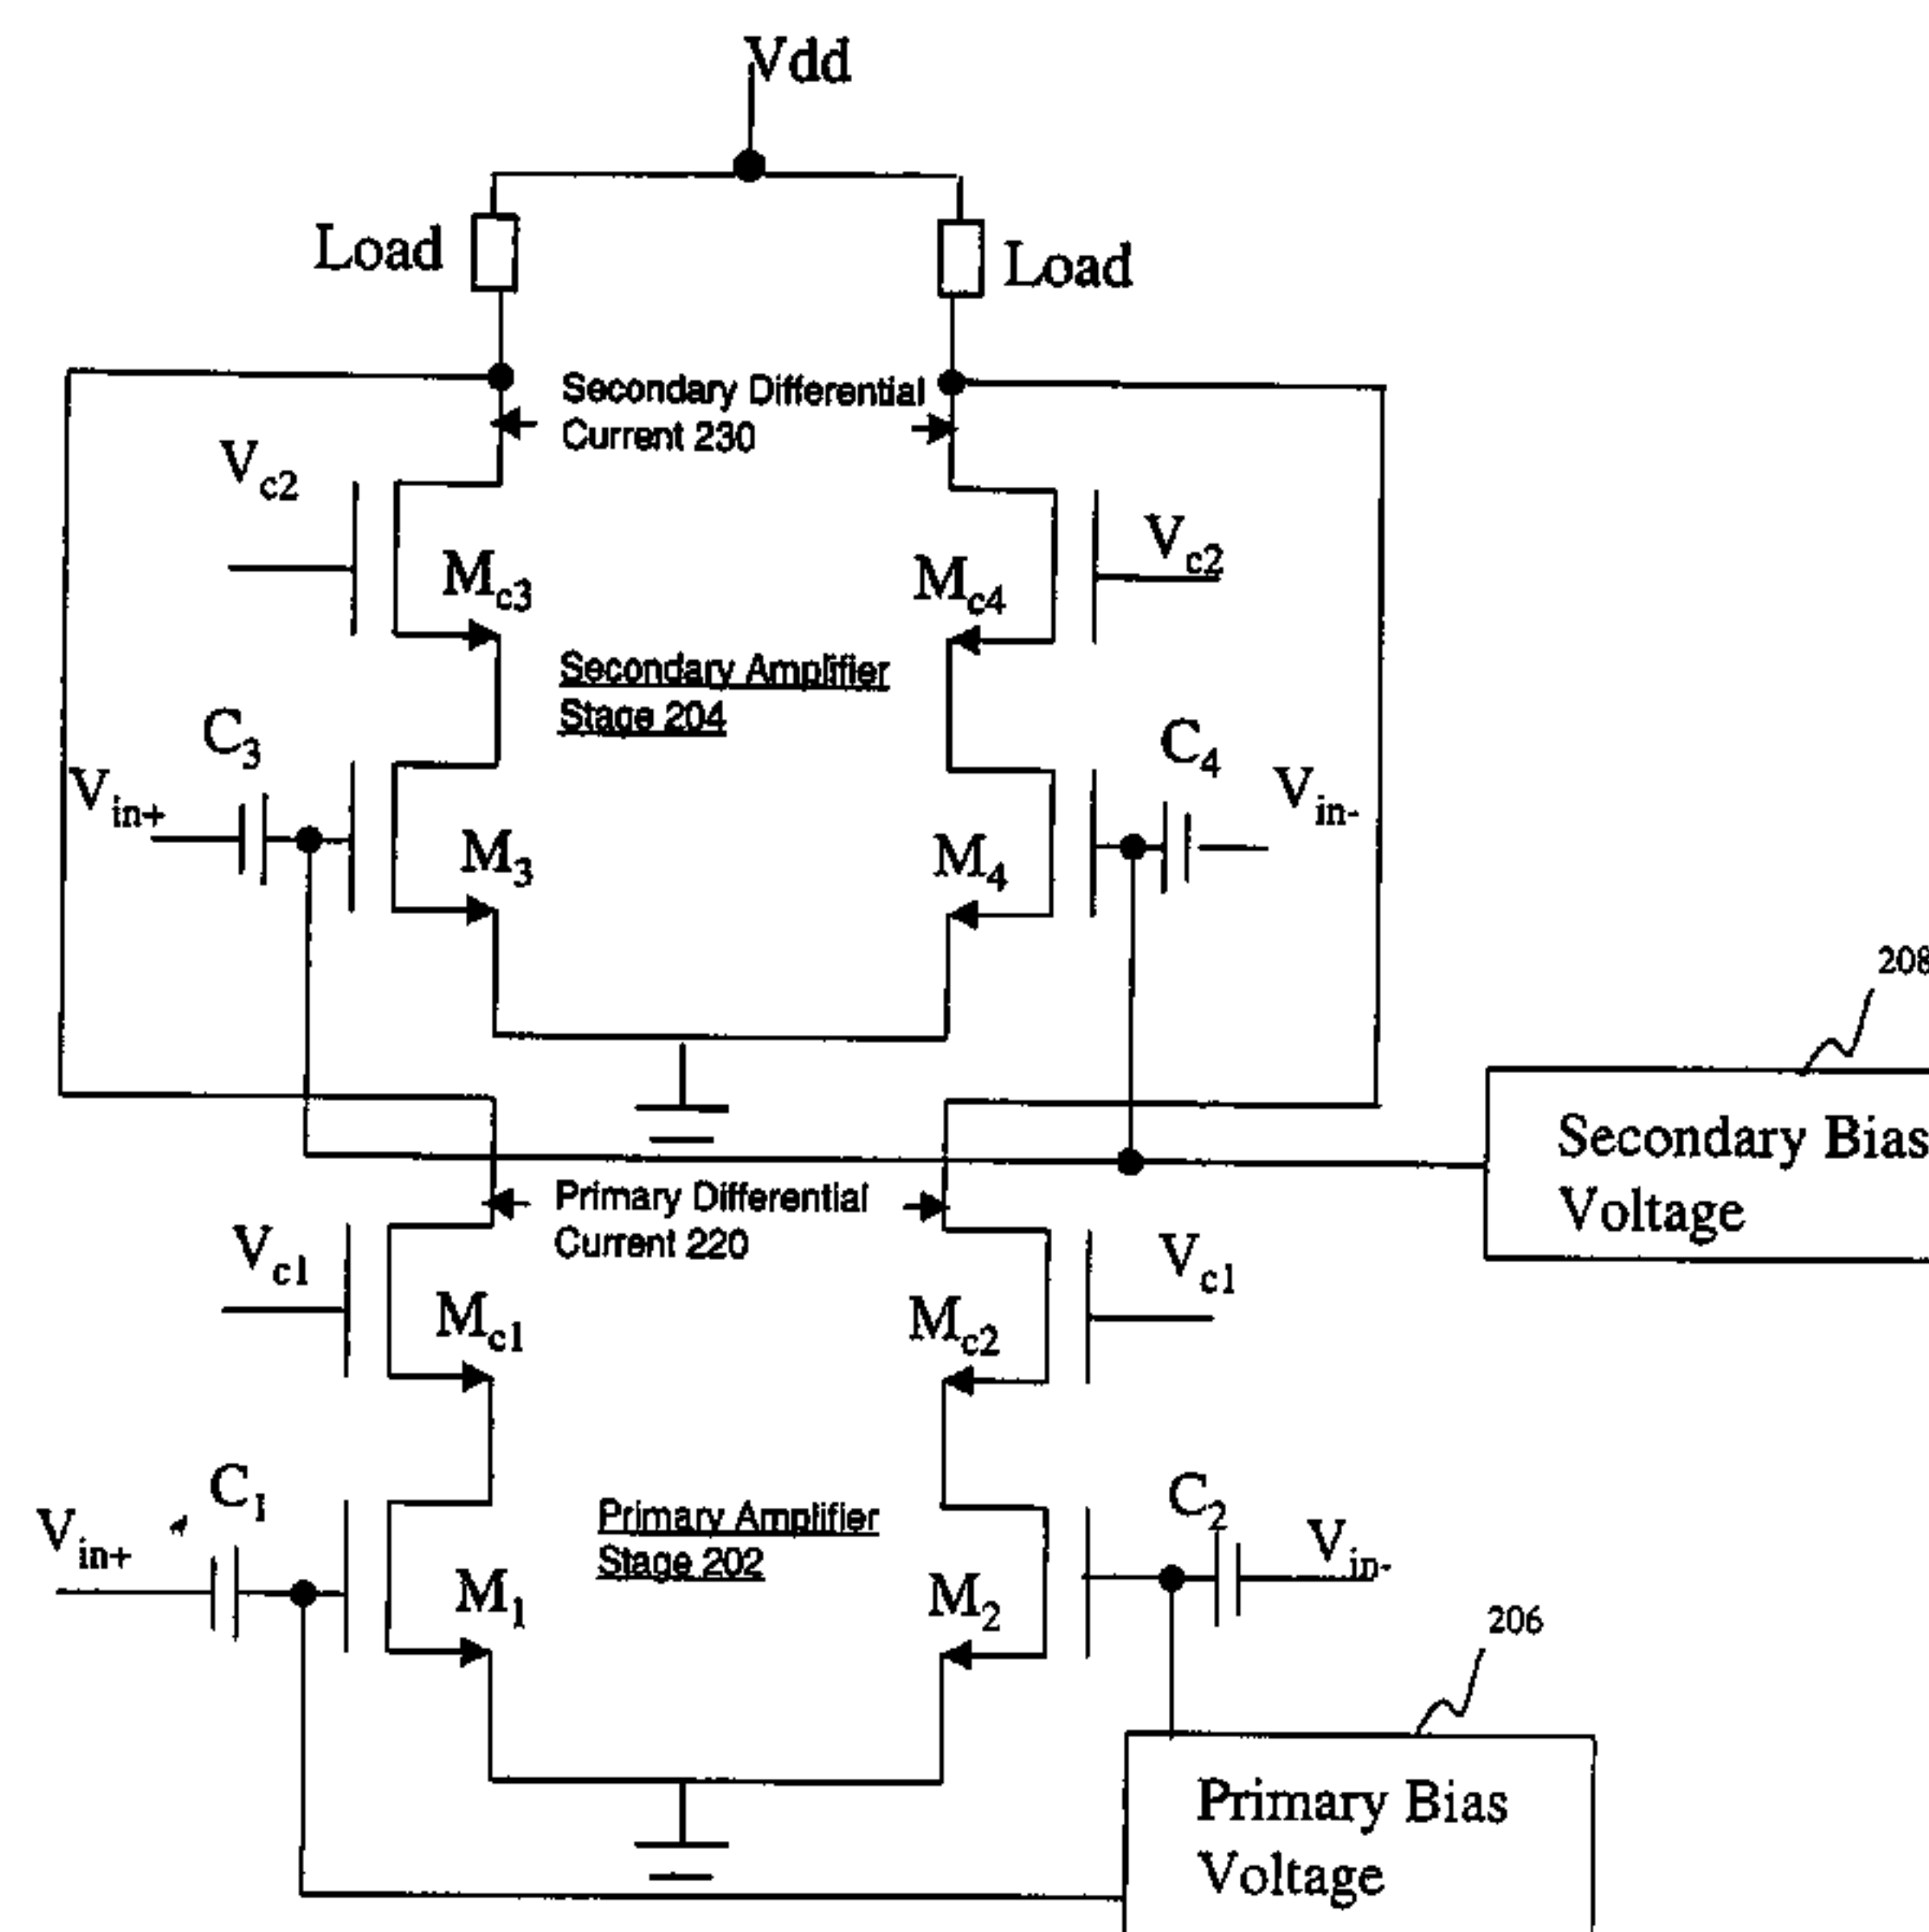 Vdd
Load
Load
Secondary Differential
Current 230
Vc2
Vc2
Mc3
Mc4
Secondary Amplifier
Stage 204
C3
C4
Vin+
Vin-
M3
M4
208
Secondary Bias
Voltage
Primary Differential
Current 220
Vc1
Vc1
Mc1
Mc2
C1
C2
Vin+
Vin-
Primary Amplifier
Stage 202
M1
M2
206
Primary Bias
Voltage